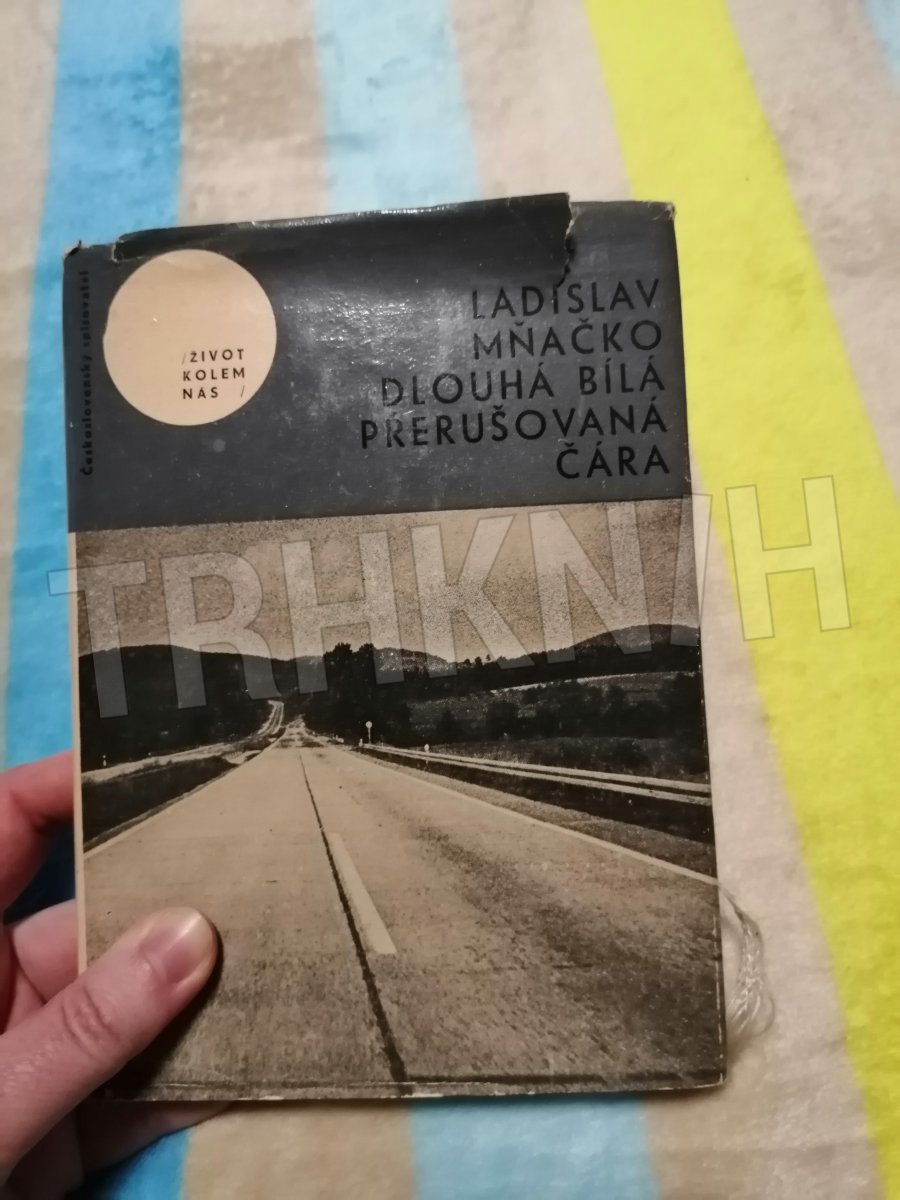 Československý spisovatel
/ŽIVOT
KOLEM
NÁS /
LADISLAV
MŇAČKO
DLOUHÁ BÍLÁ
PŘERUŠOVANÁ
ČÁRA
TRHKNIH